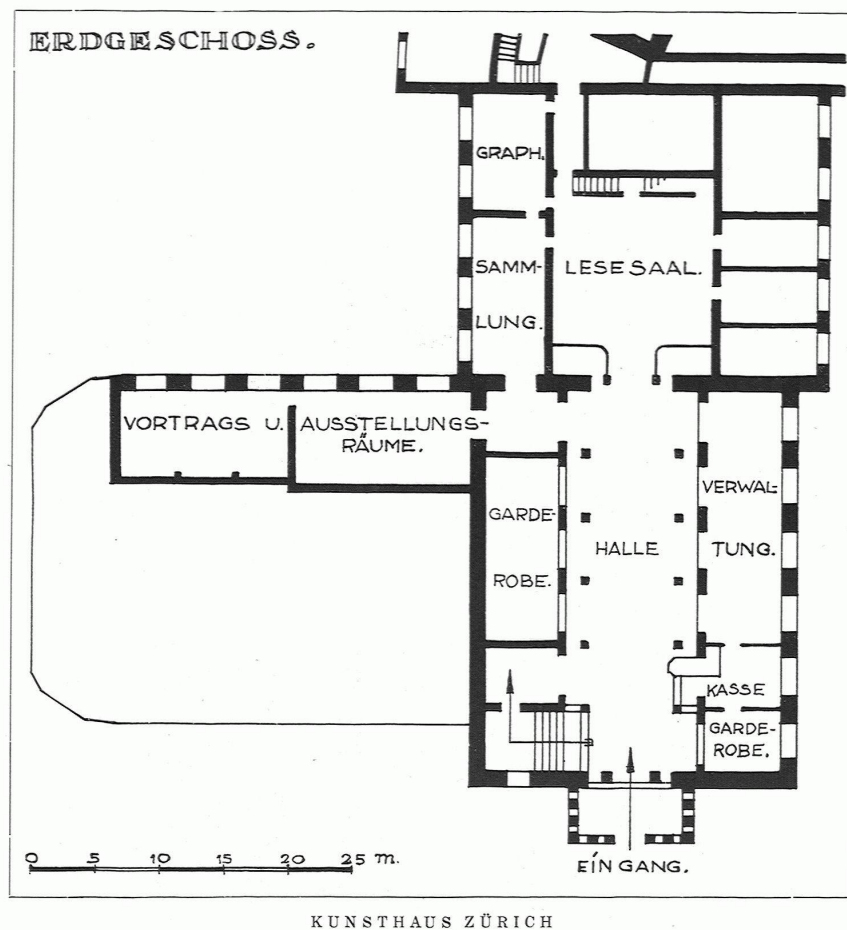 ERDGESCHOSS.
GRAPH.
SAMM-
LUNG.
LESESAAL.
VORTRAGS U. AUSSTELLUNGS-
RÄUME.
GARDE-
ROBE.
HALLE
VERWAL-
TUNG.
KASSE
GARDE-
ROBE.
0 5 10 15 20 25 m.
EINGANG.
KUNSTHAUS ZÜRICH